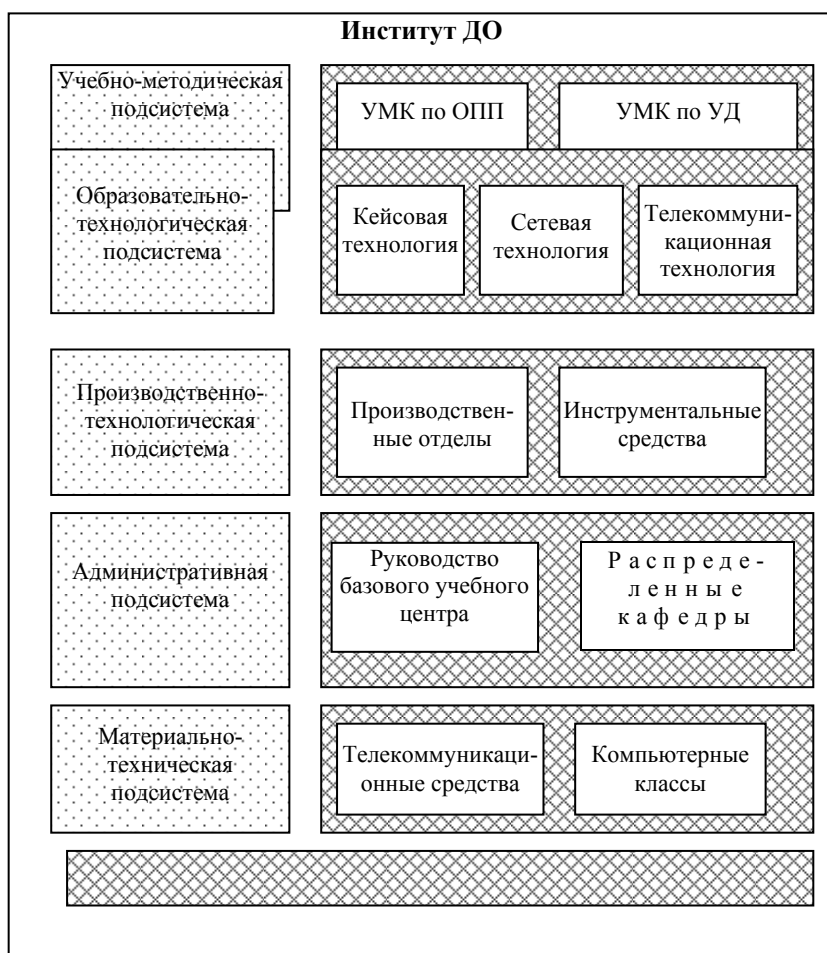 Институт ДО
Учебно-методическая
подсистема
УМК по ОПП
УМК по УД
Образовательно-
технологическая
подсистема
Кейсовая
технология
Сетевая
технология
Телекоммуни-
кационная
технология
Производственно-
технологическая
подсистема
Производствен-
ные отделы
Инструментальные
средства
Административная
подсистема
Руководство
базового учебного
центра
Р а с п р е д е -
л е н н ы е
к а ф е д р ы
Материально-
техническая
подсистема
Телекоммуникаци-
онные средства
Компьютерные
классы